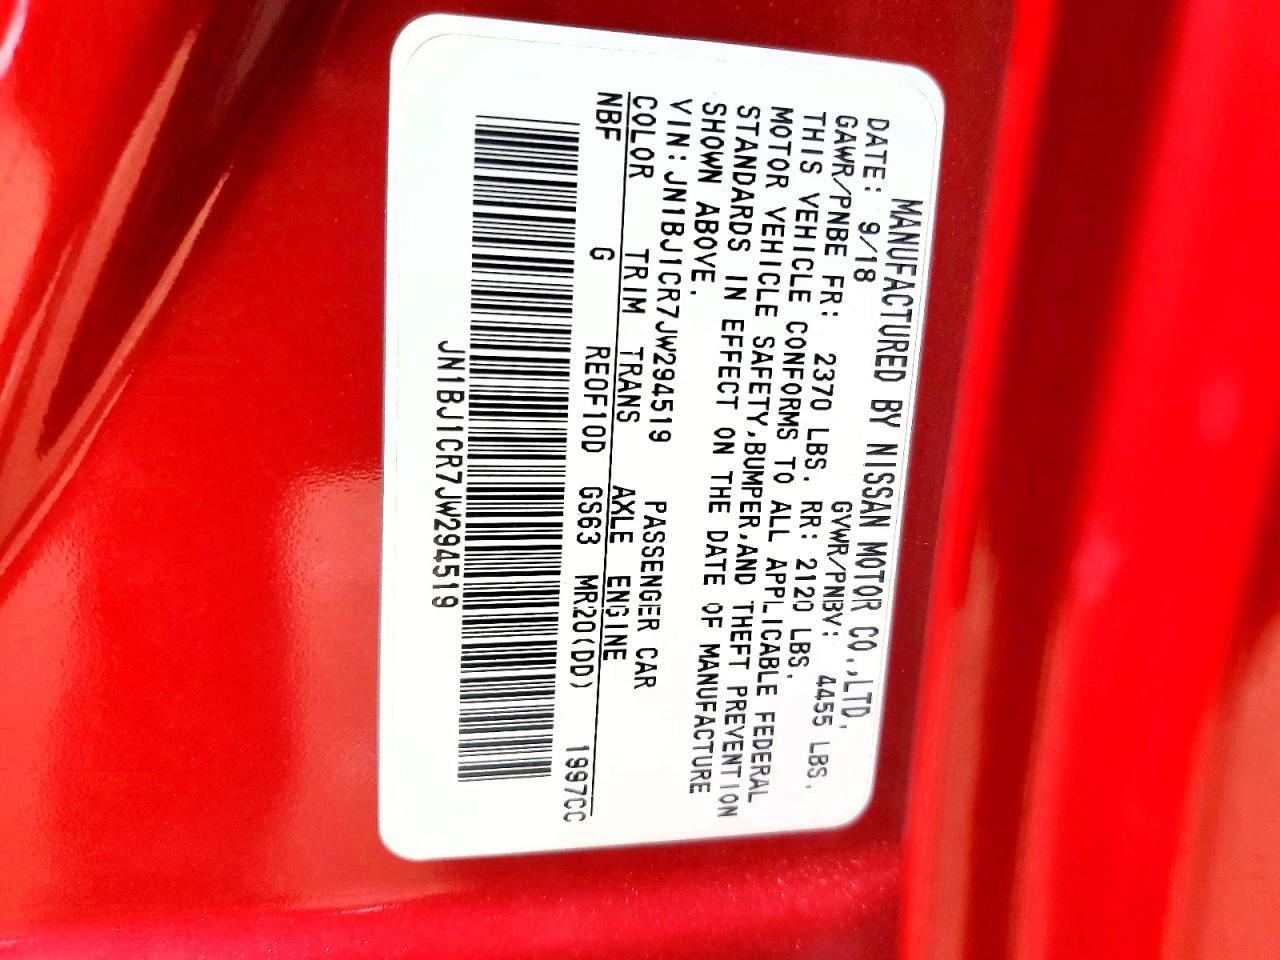 MANUFACTURED BY NISSAN MOTOR CO.,LTD.
DATE: 9/18 GVWR/PNBV: 4455 LBS.
GAWR/PNBE FR: 2370 LBS. RR: 2120 LBS.
THIS VEHICLE CONFORMS TO ALL APPLICABLE FEDERAL
MOTOR VEHICLE SAFETY,BUMPER,AND THEFT PREVENTION
STANDARDS IN EFFECT ON THE DATE OF MANUFACTURE
SHOWN ABOVE.
VIN:JN1BJ1CR7JW294519 PASSENGER CAR
COLOR TRIM TRANS AXLE ENGINE
NBF G RE0F10D GS63 MR20(DD) 1997CC
JN1BJ1CR7JW294519